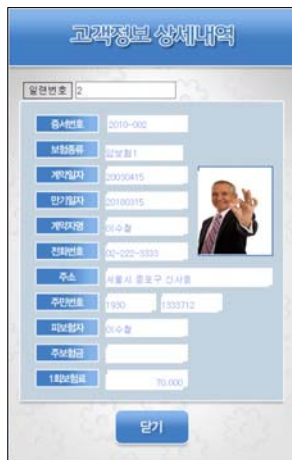 고객정보 상세내역
일련번호 2
증서번호 2010-002
보험종류 암보험1
계약일자 20030415
만기일자 20100315
계약자명 이수철
전화번호 02-222-3333
주소 서울시 종로구 신사동
주민번호 1930 1333712
피보험자 이수철
주보험금
1회보험료 70,000
닫기